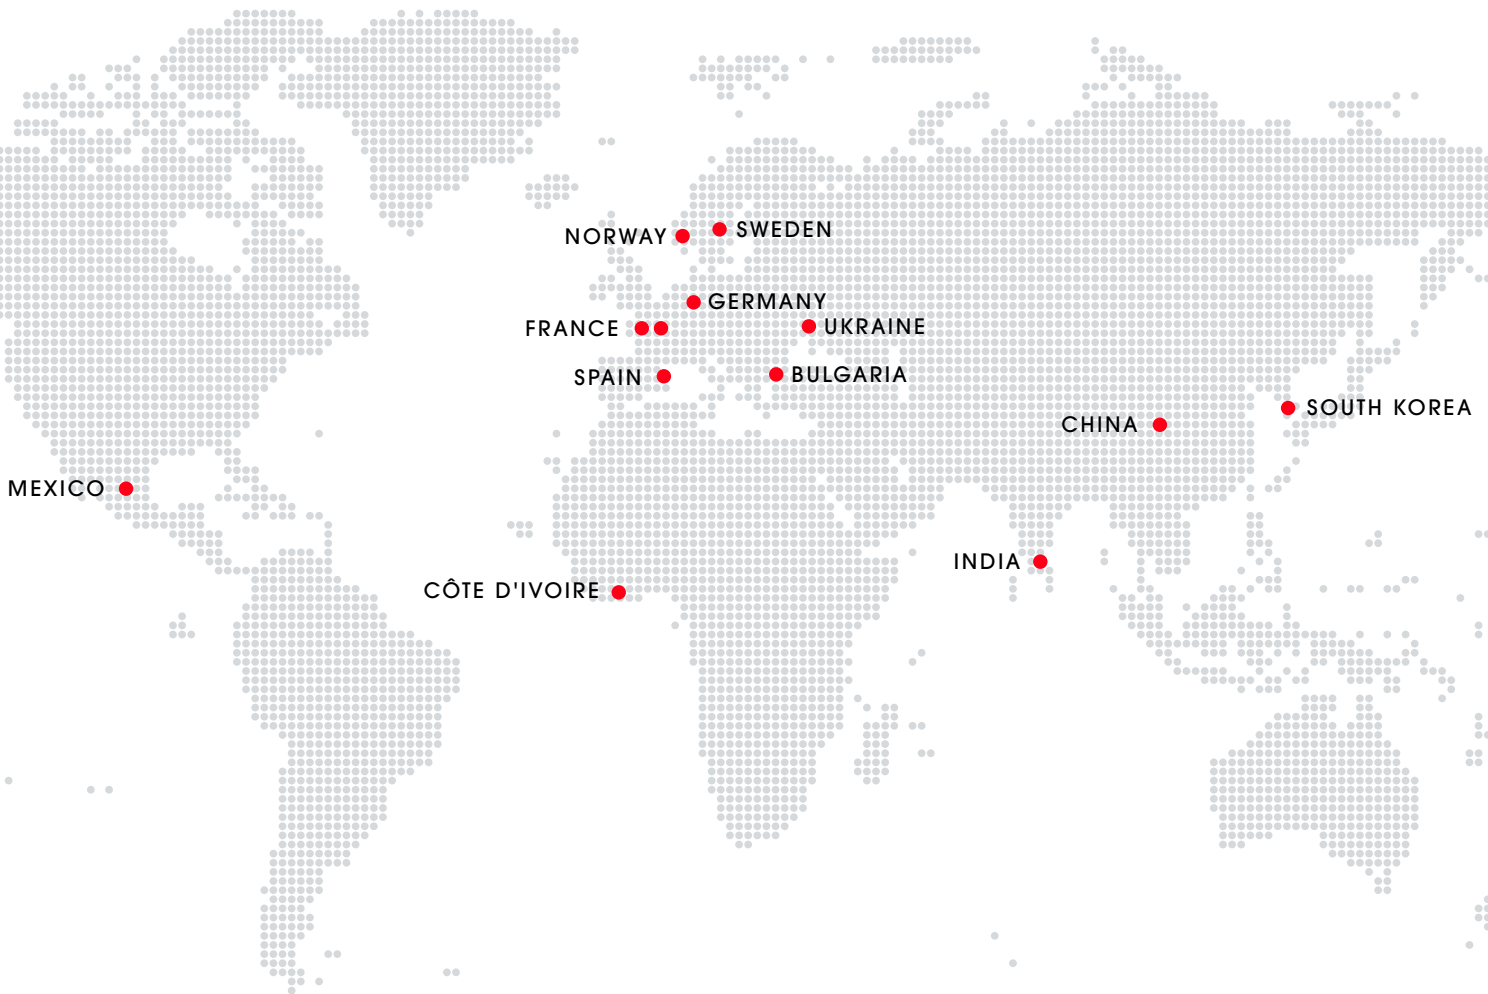 SWEDEN
NORWAY
GERMANY
UKRAINE
FRANCE
BULGARIA
SPAIN
SOUTH KOREA
CHINA
MEXICO
INDIA
CÔTE D'IVOIRE